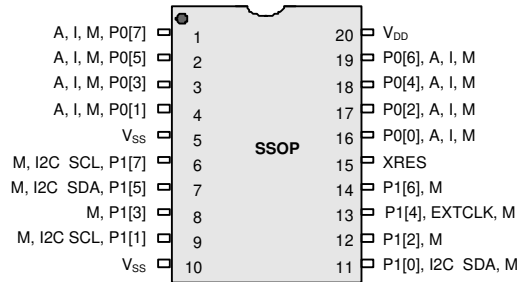 A, I, M, P0[7] 1 20 VDD
A, I, M, P0[5] 2 19 P0[6], A, I, M
A, I, M, P0[3] 3 18 P0[4], A, I, M
A, I, M, P0[1] 4 17 P0[2], A, I, M
VSS 5 16 P0[0], A, I, M
SSOP
M, I2C SCL, P1[7] 6 15 XRES
M, I2C SDA, P1[5] 7 14 P1[6], M
M, P1[3] 8 13 P1[4], EXTCLK, M
M, I2C SCL, P1[1] 9 12 P1[2], M
VSS 10 11 P1[0], I2C SDA, M